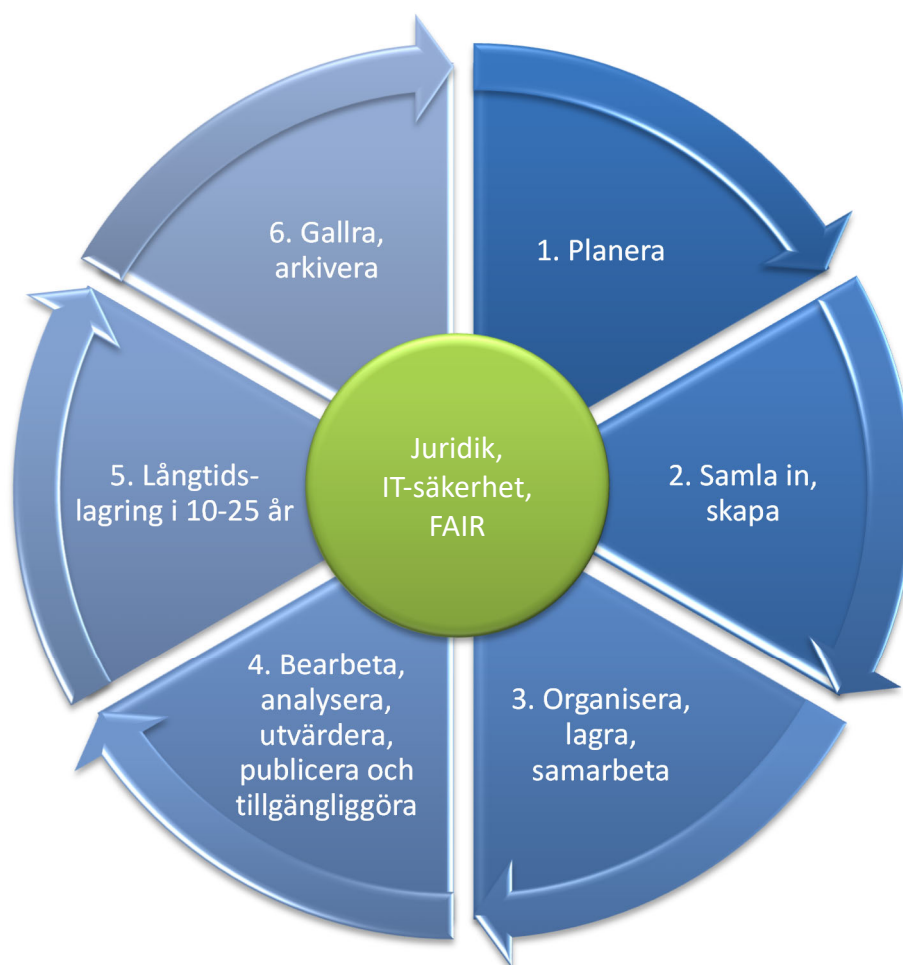 1. Planera
2. Samla in,
skapa
3. Organisera,
lagra,
samarbeta
4. Bearbeta,
analysera,
utvärdera,
publicera och
tillgängliggöra
5. Långtids-
lagring i 10-25 år
6. Gallra,
arkivera
Juridik,
IT-säkerhet,
FAIR